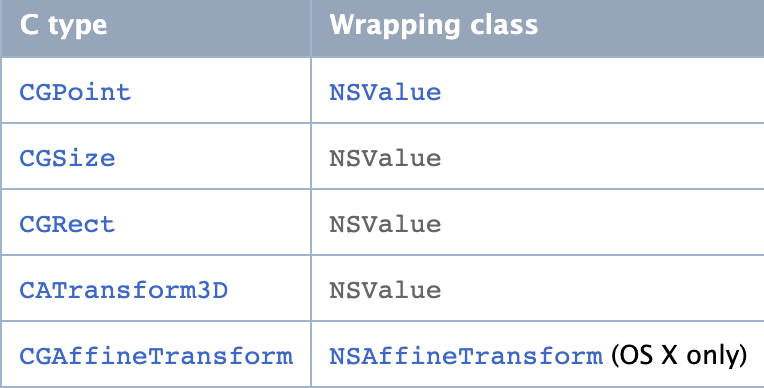 C type Wrapping class
CGPoint NSValue
CGSize NSValue
CGRect NSValue
CATransform3D NSValue
CGAffineTransform NSAffineTransform (OS X only)